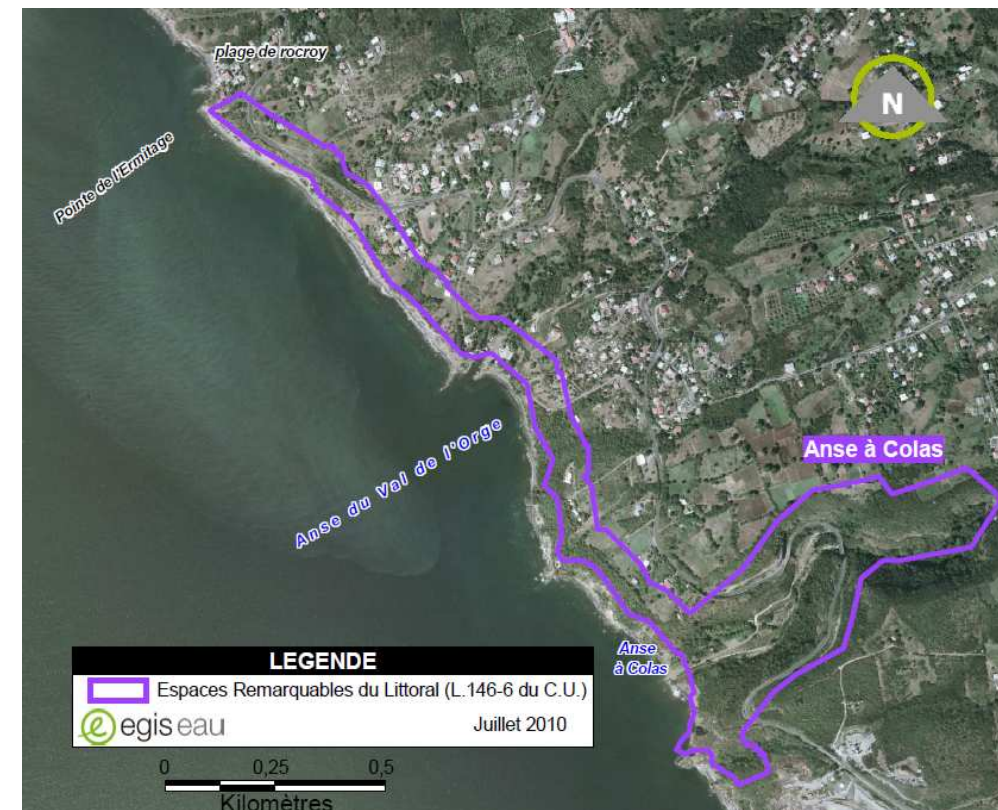 plage de rocroy
N
Pointe de l'Ermitage
Anse du Val de l'Orge
Anse à Colas
Anse
à Colas
LEGENDE
Espaces Remarquables du Littoral (L.146-6 du C.U.)
egis eau
Juillet 2010
0 0,25 0,5
Kilomètres